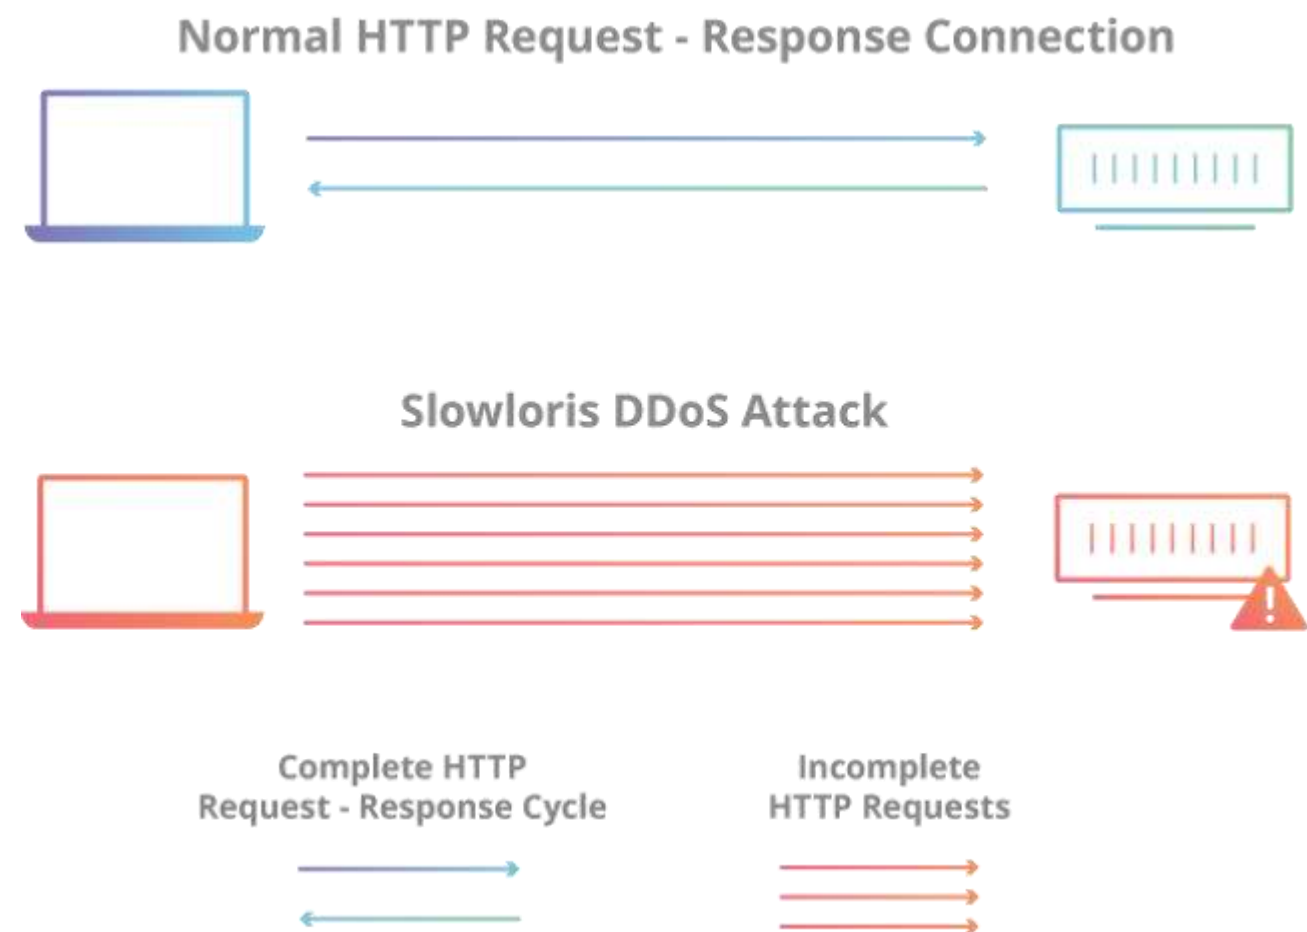 Normal HTTP Request - Response Connection
Slowloris DDoS Attack
Complete HTTP
Request - Response Cycle
Incomplete
HTTP Requests